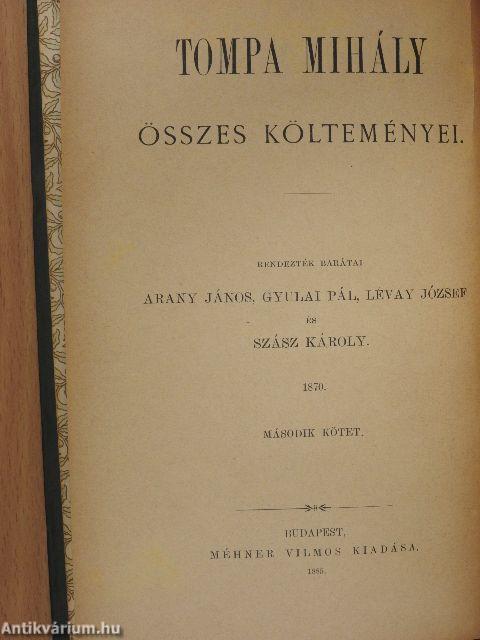 TOMPA MIHÁLY
ÖSSZES KÖLTEMÉNYEI.
RENDEZTÉK BARÁTAI
ARANY JÁNOS, GYULAI PÁL, LÉVAY JÓZSEF
ÉS
SZÁSZ KÁROLY.
1870.
MÁSODIK KÖTET.
BUDAPEST,
MÉHNER VILMOS KIADÁSA.
1885.
Antikvárium.hu